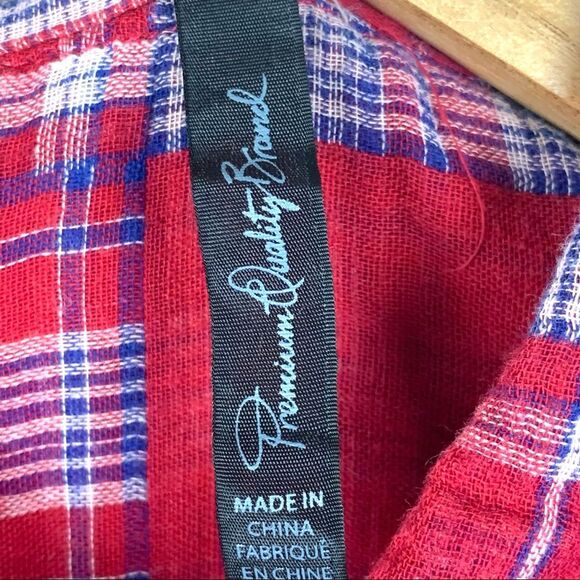 Premium Quality Brand
MADE IN
CHINA
FABRIQUÉ
EN CHINE